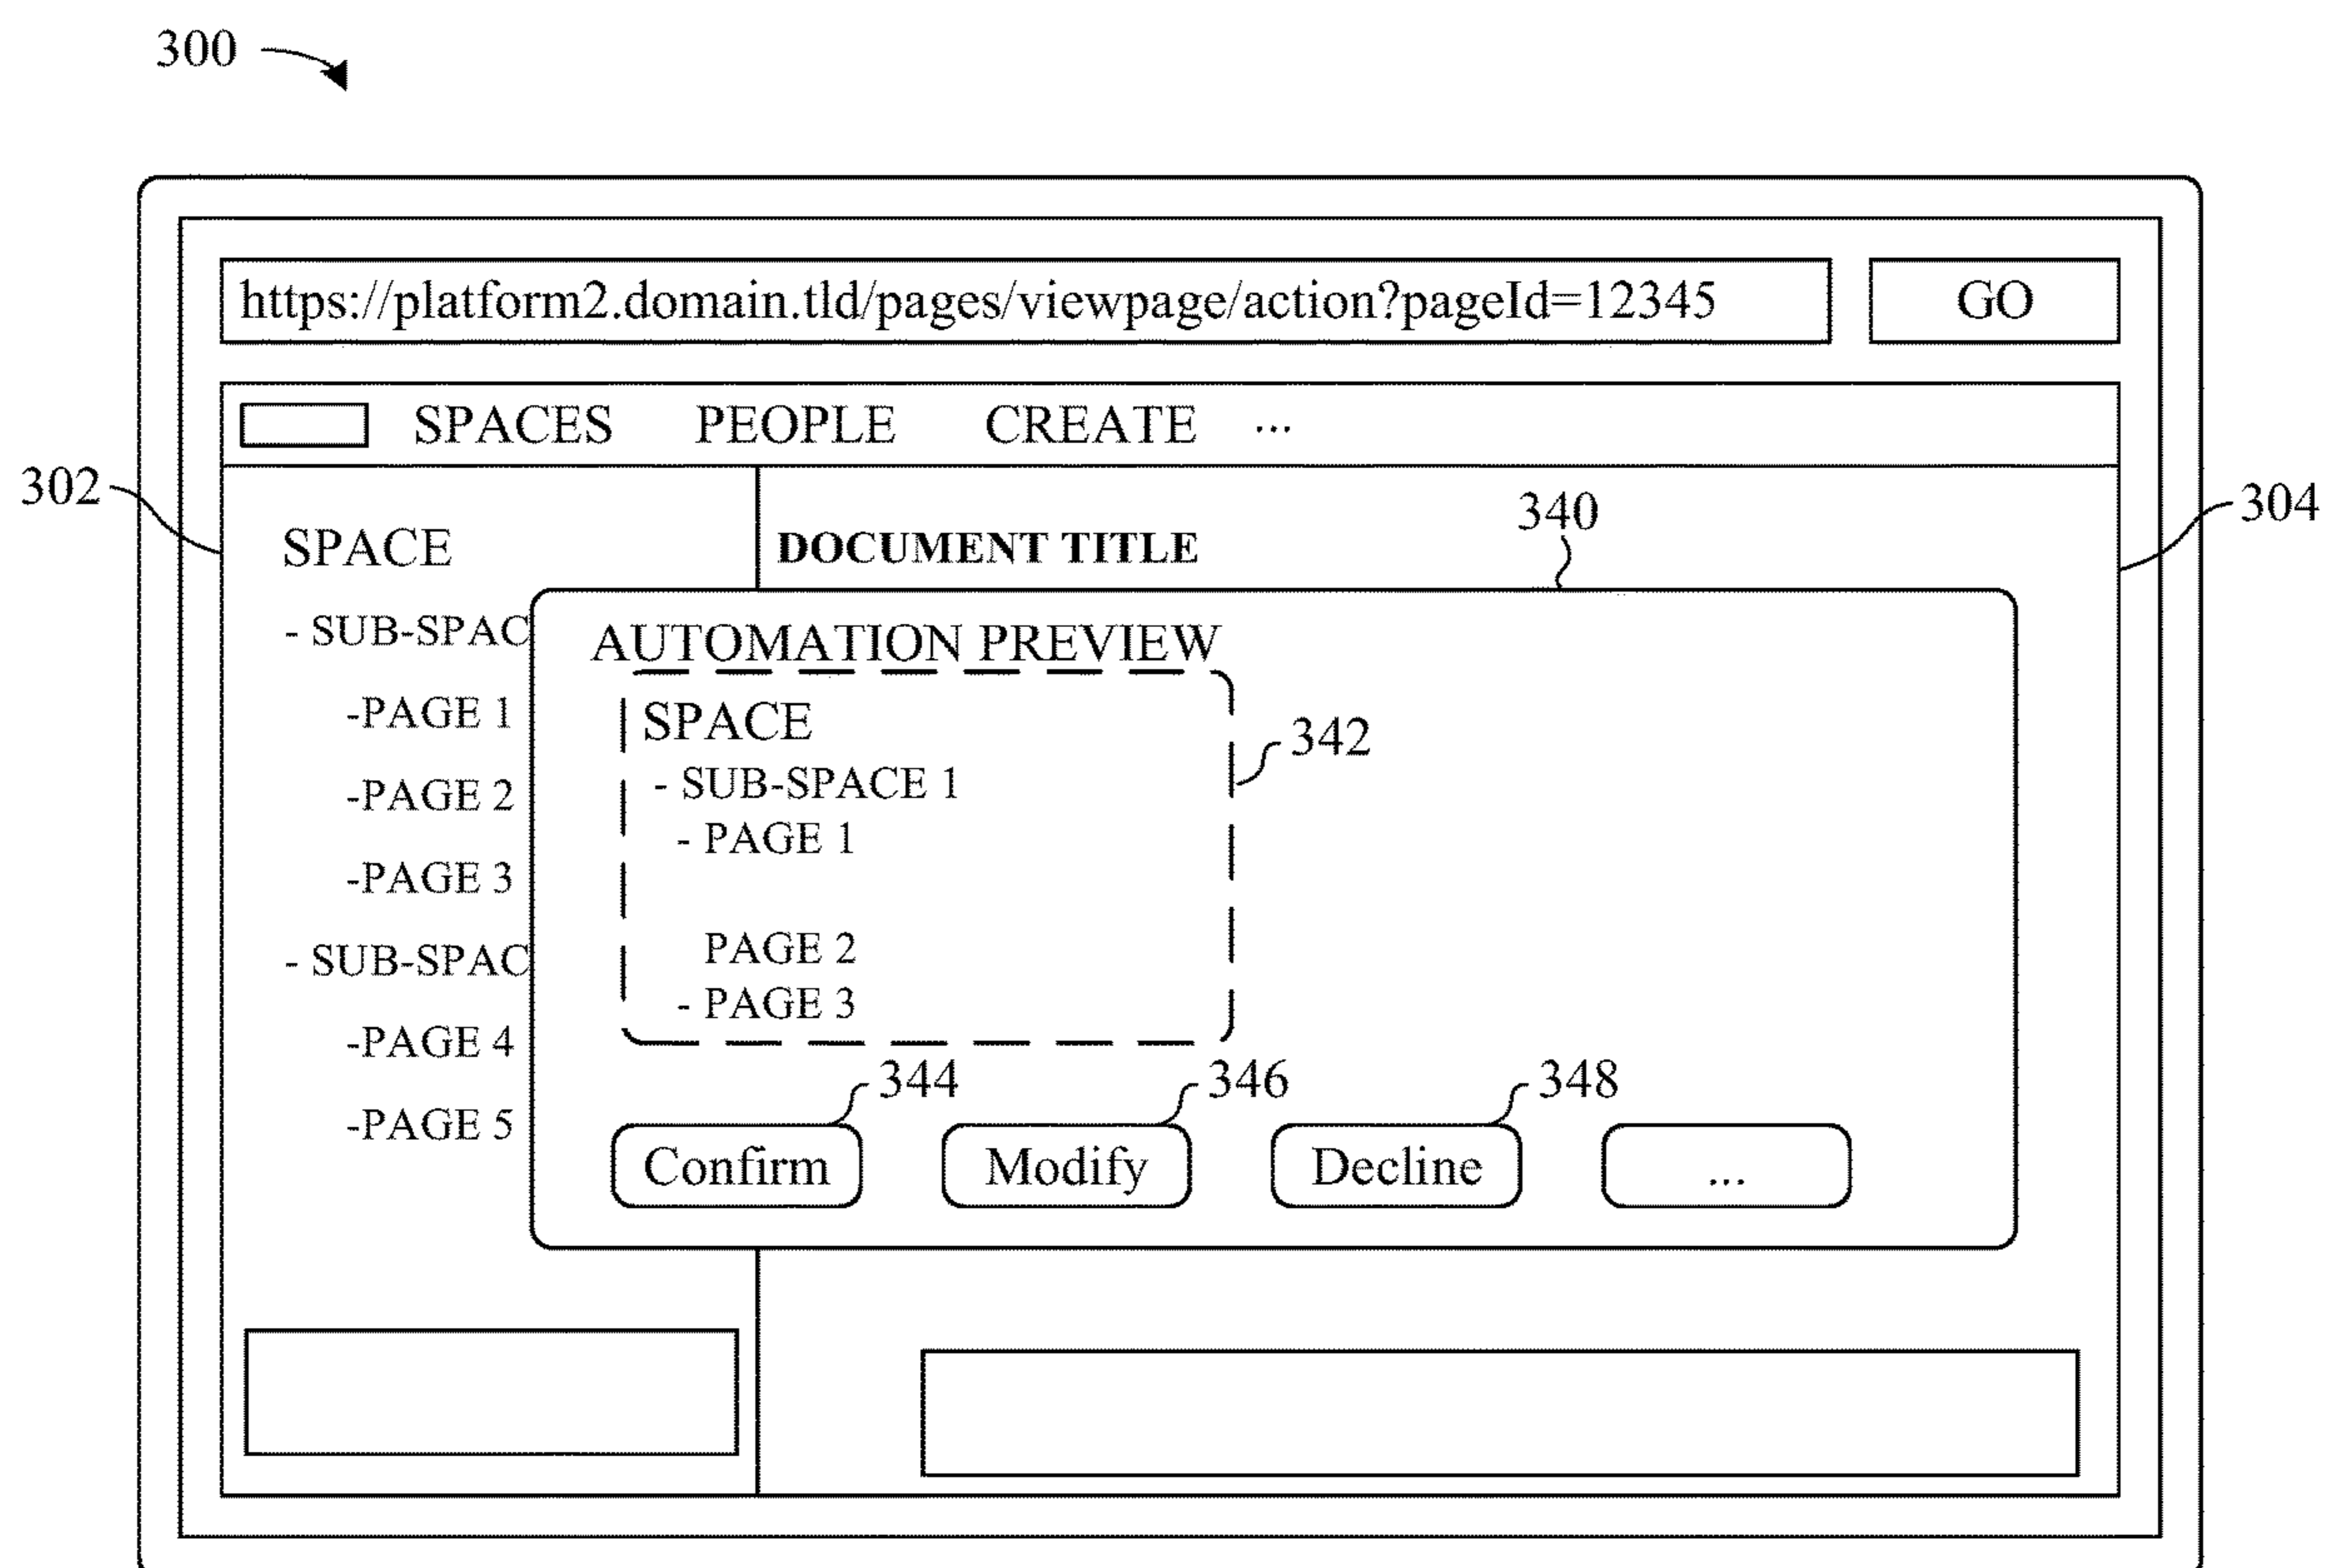 300
https://platform2.domain.tld/pages/viewpage/action?pageId=12345 GO
SPACES PEOPLE CREATE ...
302
304
340
SPACE
DOCUMENT TITLE
- SUB-SPAC
-PAGE 1
-PAGE 2
-PAGE 3
- SUB-SPAC
-PAGE 4
-PAGE 5
AUTOMATION PREVIEW
SPACE
342
- SUB-SPACE 1
- PAGE 1
PAGE 2
- PAGE 3
344 346 348
Confirm Modify Decline ...